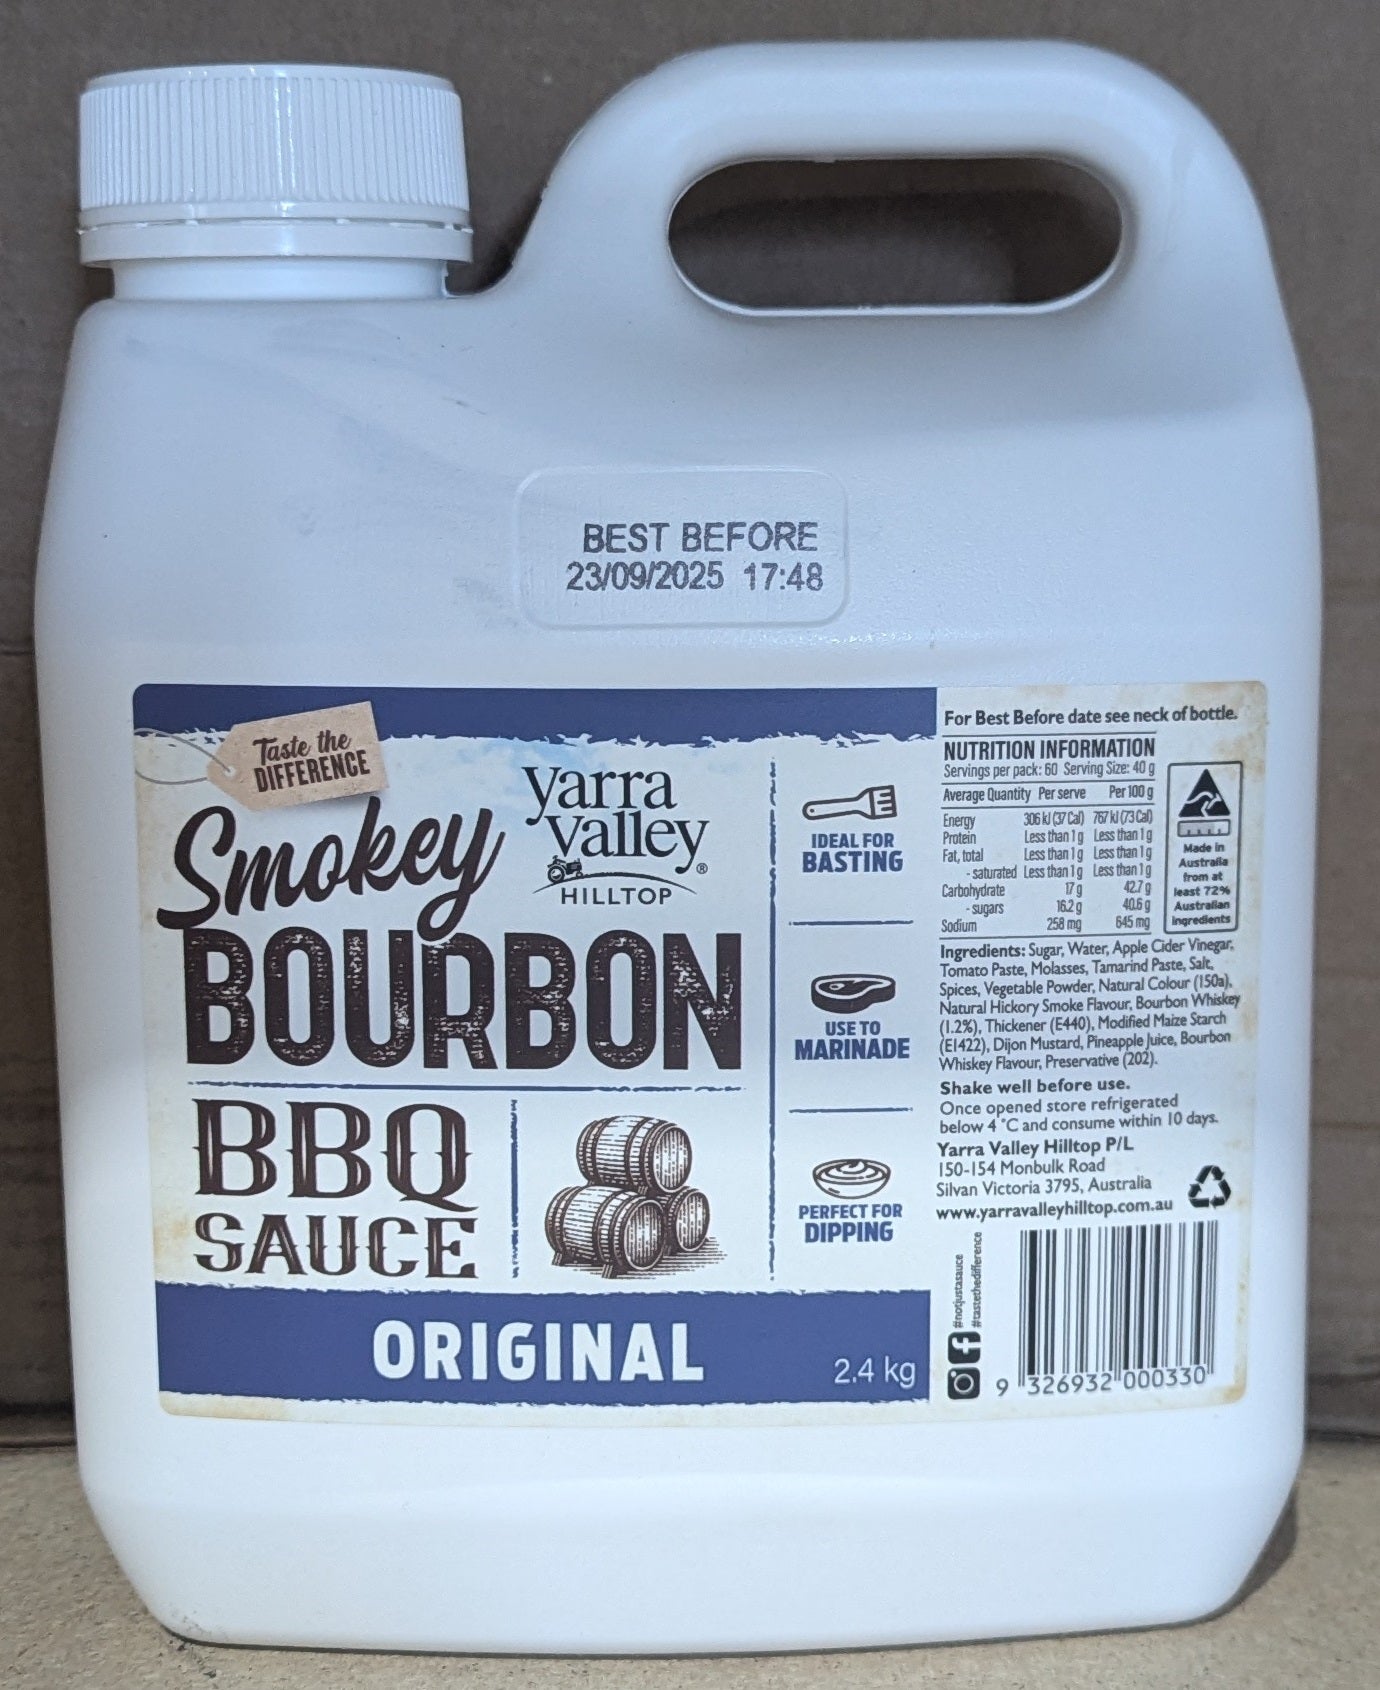 BEST BEFORE
23/09/2025 17:48
Taste the
DIFFERENCE
Smokey
BOURBON
BBQ
SAUCE
yarra
valley®
HILLTOP
IDEAL FOR
BASTING
USE TO
MARINADE
PERFECT FOR
DIPPING
ORIGINAL
2.4 kg
For Best Before date see neck of bottle.
NUTRITION INFORMATION
Servings per pack: 60 Serving Size: 40 g
Average Quantity Per serve Per 100 g
Energy 306 kJ (37 Cal) 767 kJ (73 Cal)
Protein Less than 1 g Less than 1 g
Fat, total Less than 1 g Less than 1 g
- saturated Less than 1 g Less than 1 g
Carbohydrate 17 g 42.7 g
- sugars 16.2 g 40.6 g
Sodium 258 mg 645 mg
Made in
Australia
from at
least 72%
Australian
ingredients
Ingredients: Sugar, Water, Apple Cider Vinegar,
Tomato Paste, Molasses, Tamarind Paste, Salt,
Spices, Vegetable Powder, Natural Colour (150a),
Natural Hickory Smoke Flavour, Bourbon Whiskey
(1.2%), Thickener (E440), Modified Maize Starch
(E1422), Dijon Mustard, Pineapple Juice, Bourbon
Whiskey Flavour, Preservative (202).
Shake well before use.
Once opened store refrigerated
below 4 °C and consume within 10 days.
Yarra Valley Hilltop P/L
150-154 Monbulk Road
Silvan Victoria 3795, Australia
www.yarravalleyhilltop.com.au
#notjustasauce
#tastethedifference
9 326932 000330